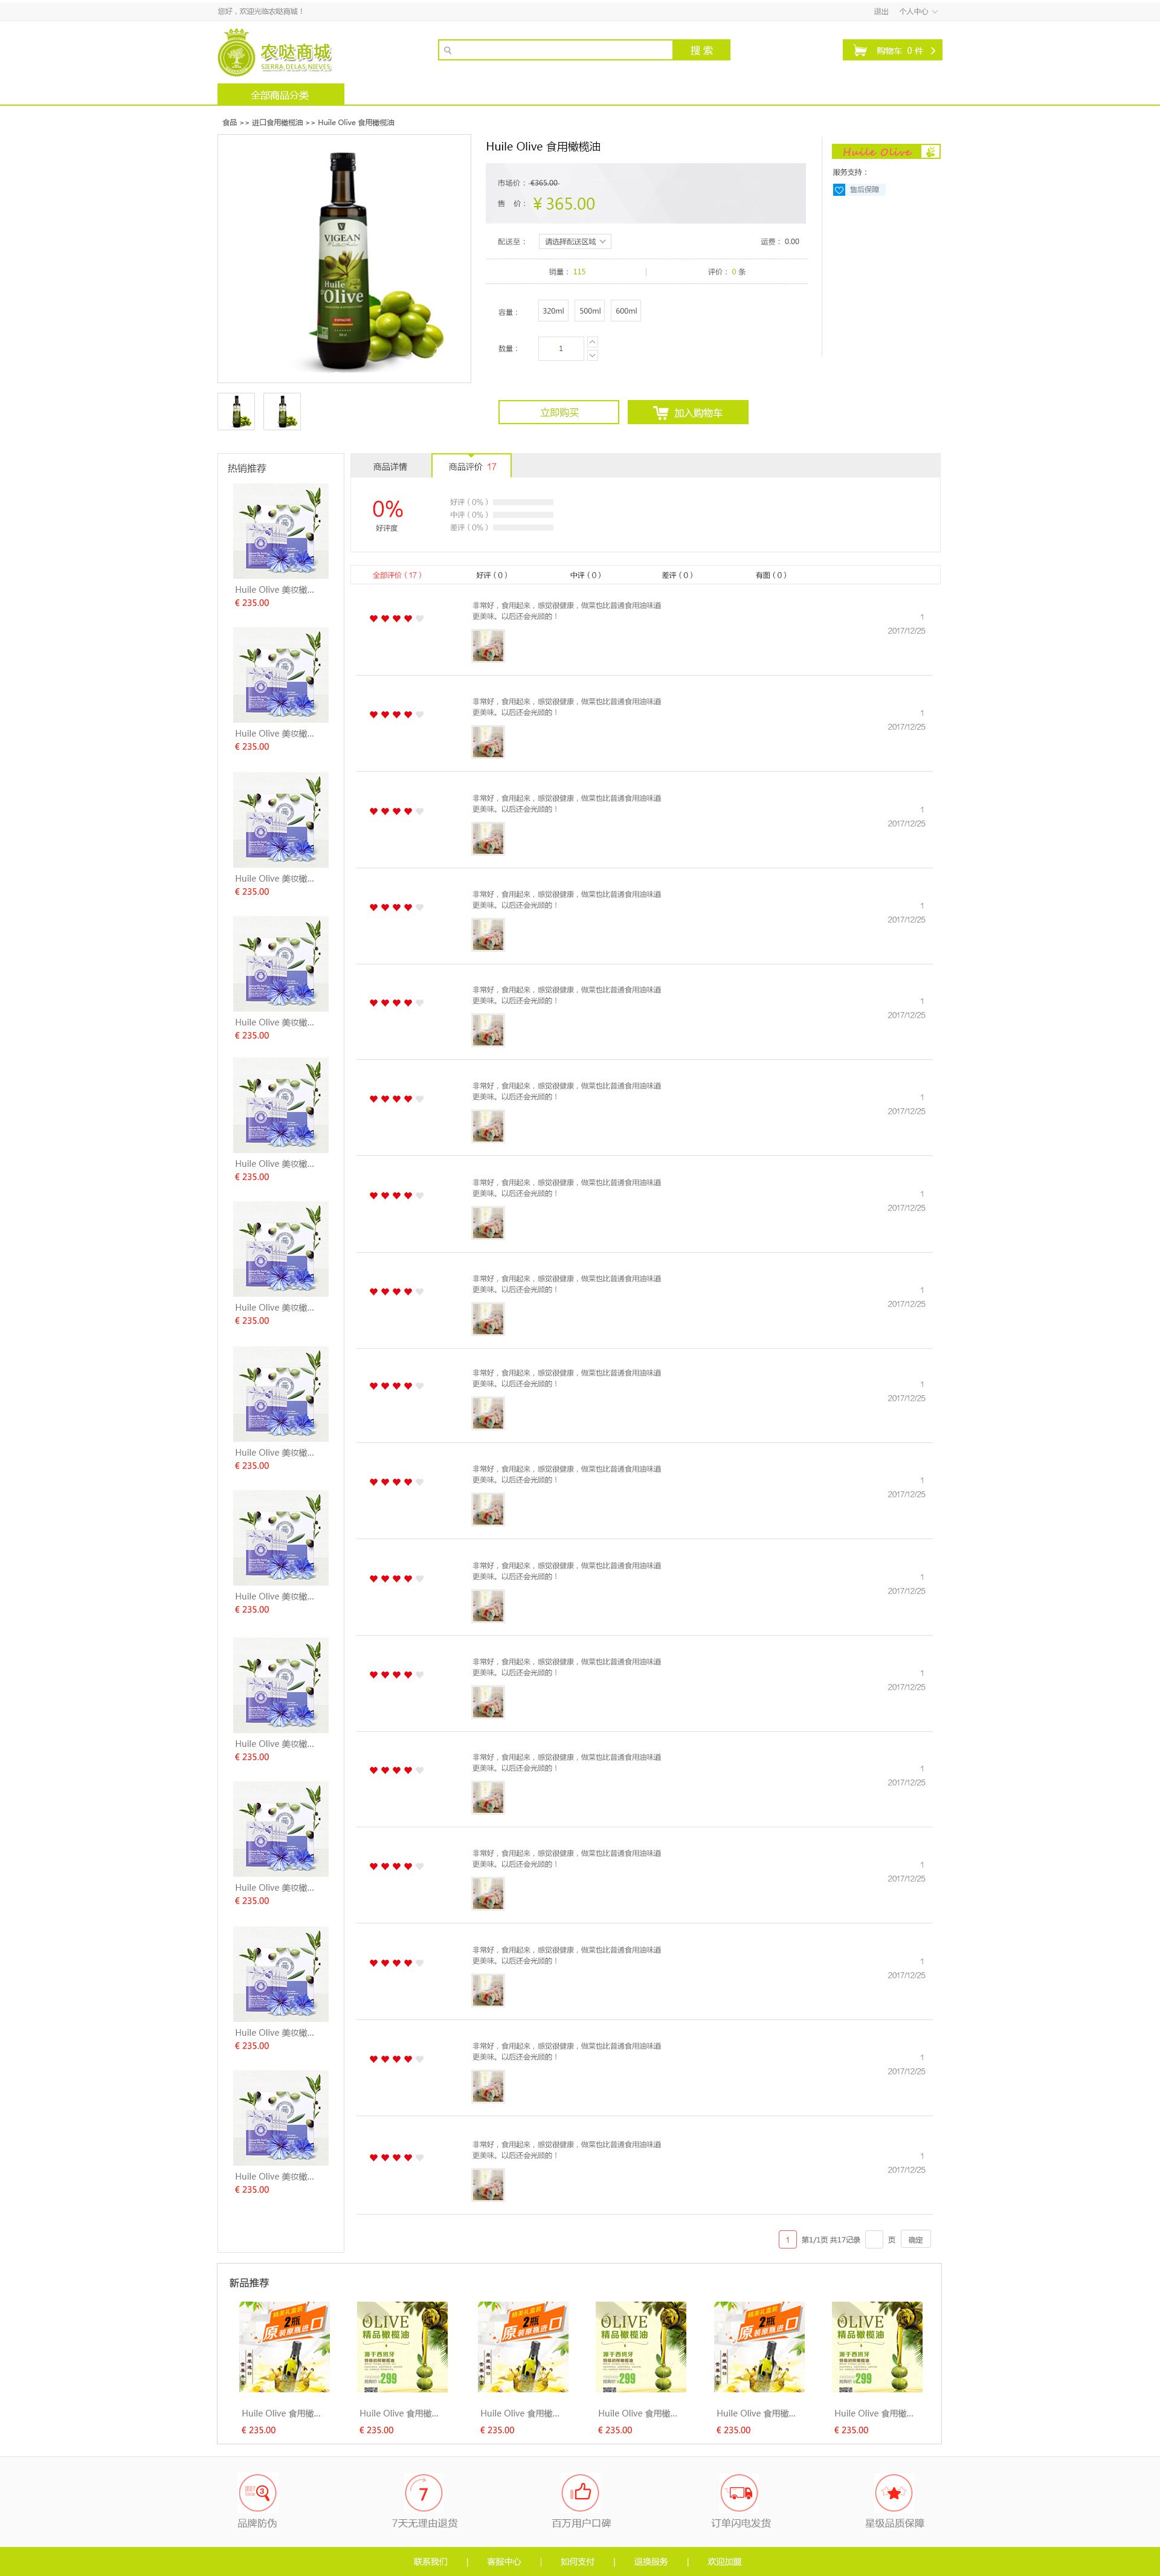 您好，欢迎光临农哒商城！
退出 个人中心
农哒商城
SIERRA DELAS NIEVES
搜 索
购物车 0 件
全部商品分类
食品 >> 进口食用橄榄油 >> Huile Olive 食用橄榄油
VIGEAN
Huile
d'Olive
Huile Olive 食用橄榄油
市场价： €365.00
售 价： ¥ 365.00
配送至： 请选择配送区域 运费： 0.00
销量： 115 | 评价： 0 条
容量： 320ml 500ml 600ml
数量： 1
立即购买 加入购物车
Huile Olive
服务支持：
售后保障
热销推荐
Huile Olive 美妆橄...
€ 235.00
Huile Olive 美妆橄...
€ 235.00
Huile Olive 美妆橄...
€ 235.00
Huile Olive 美妆橄...
€ 235.00
Huile Olive 美妆橄...
€ 235.00
Huile Olive 美妆橄...
€ 235.00
Huile Olive 美妆橄...
€ 235.00
Huile Olive 美妆橄...
€ 235.00
Huile Olive 美妆橄...
€ 235.00
Huile Olive 美妆橄...
€ 235.00
Huile Olive 美妆橄...
€ 235.00
Huile Olive 美妆橄...
€ 235.00
商品详情 商品评价 17
0%
好评度
好评（0%）
中评（0%）
差评（0%）
全部评价（17） 好评（0） 中评（0） 差评（0） 有图（0）
非常好，食用起来，感觉很健康，做菜也比普通食用油味道
更美味。以后还会光顾的！
1
2017/12/25
非常好，食用起来，感觉很健康，做菜也比普通食用油味道
更美味。以后还会光顾的！
1
2017/12/25
非常好，食用起来，感觉很健康，做菜也比普通食用油味道
更美味。以后还会光顾的！
1
2017/12/25
非常好，食用起来，感觉很健康，做菜也比普通食用油味道
更美味。以后还会光顾的！
1
2017/12/25
非常好，食用起来，感觉很健康，做菜也比普通食用油味道
更美味。以后还会光顾的！
1
2017/12/25
非常好，食用起来，感觉很健康，做菜也比普通食用油味道
更美味。以后还会光顾的！
1
2017/12/25
非常好，食用起来，感觉很健康，做菜也比普通食用油味道
更美味。以后还会光顾的！
1
2017/12/25
非常好，食用起来，感觉很健康，做菜也比普通食用油味道
更美味。以后还会光顾的！
1
2017/12/25
非常好，食用起来，感觉很健康，做菜也比普通食用油味道
更美味。以后还会光顾的！
1
2017/12/25
非常好，食用起来，感觉很健康，做菜也比普通食用油味道
更美味。以后还会光顾的！
1
2017/12/25
非常好，食用起来，感觉很健康，做菜也比普通食用油味道
更美味。以后还会光顾的！
1
2017/12/25
非常好，食用起来，感觉很健康，做菜也比普通食用油味道
更美味。以后还会光顾的！
1
2017/12/25
非常好，食用起来，感觉很健康，做菜也比普通食用油味道
更美味。以后还会光顾的！
1
2017/12/25
非常好，食用起来，感觉很健康，做菜也比普通食用油味道
更美味。以后还会光顾的！
1
2017/12/25
非常好，食用起来，感觉很健康，做菜也比普通食用油味道
更美味。以后还会光顾的！
1
2017/12/25
非常好，食用起来，感觉很健康，做菜也比普通食用油味道
更美味。以后还会光顾的！
1
2017/12/25
非常好，食用起来，感觉很健康，做菜也比普通食用油味道
更美味。以后还会光顾的！
1
2017/12/25
1 第1/1页 共17记录 页 确定
新品推荐
2瓶
OLIVE
精品橄榄油
源于西班牙
299
2瓶
OLIVE
精品橄榄油
源于西班牙
299
2瓶
OLIVE
精品橄榄油
源于西班牙
299
Huile Olive 食用橄... Huile Olive 食用橄... Huile Olive 食用橄... Huile Olive 食用橄... Huile Olive 食用橄... Huile Olive 食用橄...
€ 235.00 € 235.00 € 235.00 € 235.00 € 235.00 € 235.00
7
品牌防伪 7天无理由退货 百万用户口碑 订单闪电发货 星级品质保障
联系我们 | 客服中心 | 如何支付 | 退换服务 | 欢迎加盟